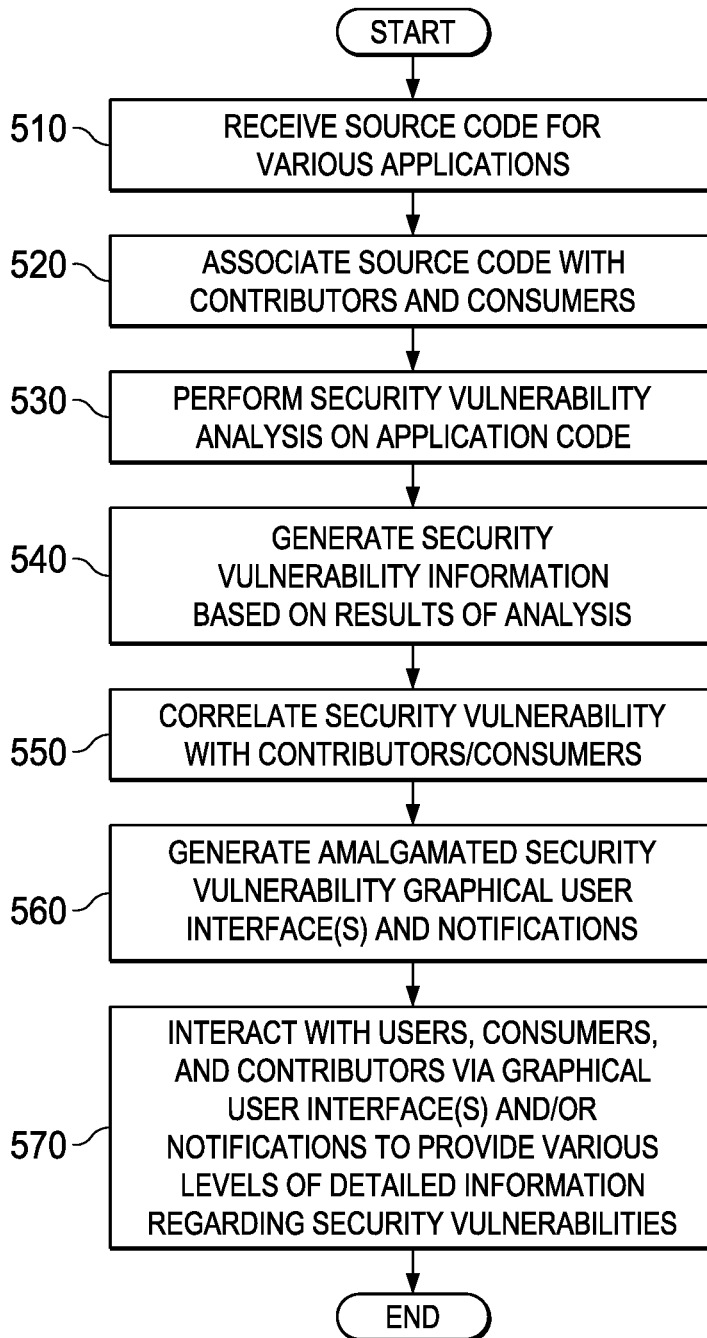 START
510
RECEIVE SOURCE CODE FOR
VARIOUS APPLICATIONS
520
ASSOCIATE SOURCE CODE WITH
CONTRIBUTORS AND CONSUMERS
530
PERFORM SECURITY VULNERABILITY
ANALYSIS ON APPLICATION CODE
540
GENERATE SECURITY
VULNERABILITY INFORMATION
BASED ON RESULTS OF ANALYSIS
550
CORRELATE SECURITY VULNERABILITY
WITH CONTRIBUTORS/CONSUMERS
560
GENERATE AMALGAMATED SECURITY
VULNERABILITY GRAPHICAL USER
INTERFACE(S) AND NOTIFICATIONS
570
INTERACT WITH USERS, CONSUMERS,
AND CONTRIBUTORS VIA GRAPHICAL
USER INTERFACE(S) AND/OR
NOTIFICATIONS TO PROVIDE VARIOUS
LEVELS OF DETAILED INFORMATION
REGARDING SECURITY VULNERABILITIES
END